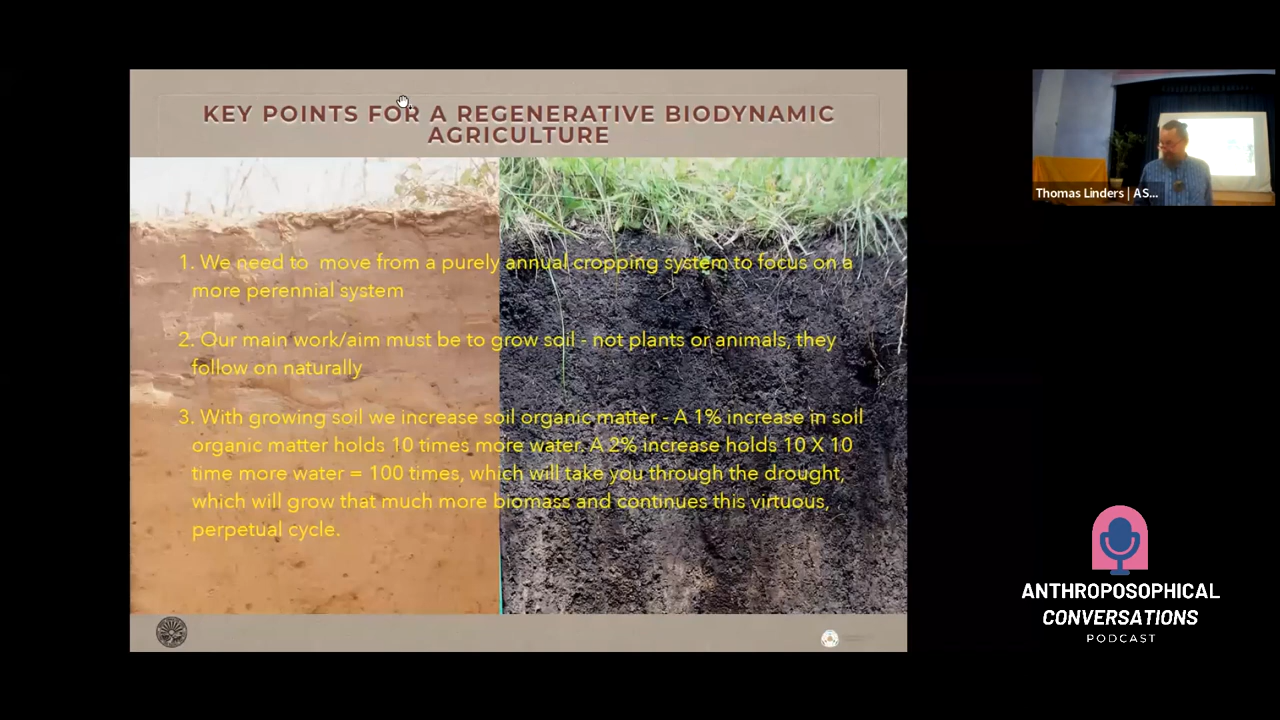 KEY POINTS FOR A REGENERATIVE BIODYNAMIC
AGRICULTURE
1. We need to  move from a purely annual cropping system to focus on a
more perennial system
2. Our main work/aim must be to grow soil - not plants or animals, they
follow on naturally
3. With growing soil we increase soil organic matter - A 1% increase in soil
organic matter holds 10 times more water. A 2% increase holds 10 X 10
time more water = 100 times, which will take you through the drought,
which will grow that much more biomass and continues this virtuous,
perpetual cycle.
Thomas Linders | AS...
ANTHROPOSOPHICAL
CONVERSATIONS
PODCAST